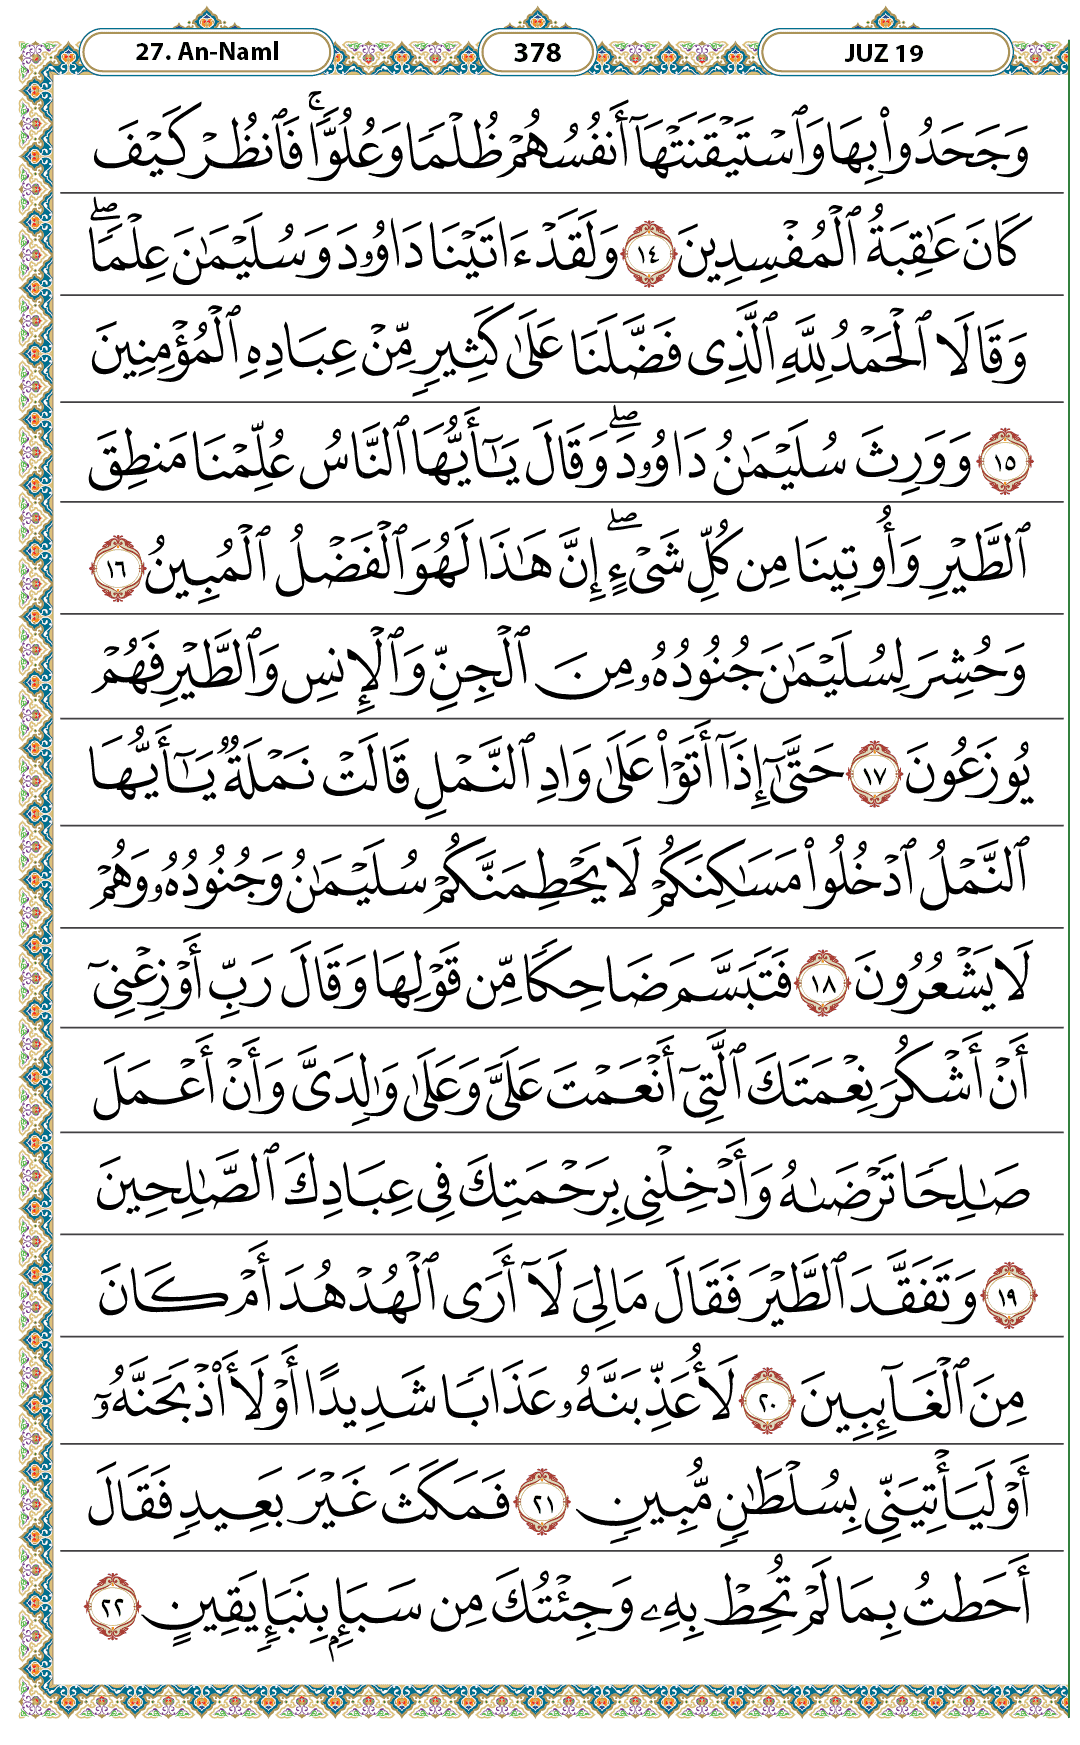 27. An-Naml
378
JUZ 19
وَجَحَدُواْ بِهَا وَٱسْتَيْقَنَتْهَآ أَنفُسُهُمْ ظُلْمًا وَعُلُوًّا ۚ فَٱنظُرْ كَيْفَ
كَانَ عَٰقِبَةُ ٱلْمُفْسِدِينَ ١٤ وَلَقَدْ ءَاتَيْنَا دَاوُۥدَ وَسُلَيْمَٰنَ عِلْمًا ۖ
وَقَالَا ٱلْحَمْدُ لِلَّهِ ٱلَّذِى فَضَّلَنَا عَلَىٰ كَثِيرٍ مِّنْ عِبَادِهِ ٱلْمُؤْمِنِينَ
١٥ وَوَرِثَ سُلَيْمَٰنُ دَاوُۥدَ ۖ وَقَالَ يَٰٓأَيُّهَا ٱلنَّاسُ عُلِّمْنَا مَنطِقَ
ٱلطَّيْرِ وَأُوتِينَا مِن كُلِّ شَىْءٍ ۖ إِنَّ هَٰذَا لَهُوَ ٱلْفَضْلُ ٱلْمُبِينُ ١٦
وَحُشِرَ لِسُلَيْمَٰنَ جُنُودُهُۥ مِنَ ٱلْجِنِّ وَٱلْإِنسِ وَٱلطَّيْرِ فَهُمْ
يُوزَعُونَ ١٧ حَتَّىٰٓ إِذَآ أَتَوْاْ عَلَىٰ وَادِ ٱلنَّمْلِ قَالَتْ نَمْلَةٌ يَٰٓأَيُّهَا
ٱلنَّمْلُ ٱدْخُلُواْ مَسَٰكِنَكُمْ لَا يَحْطِمَنَّكُمْ سُلَيْمَٰنُ وَجُنُودُهُۥ وَهُمْ
لَا يَشْعُرُونَ ١٨ فَتَبَسَّمَ ضَاحِكًا مِّن قَوْلِهَا وَقَالَ رَبِّ أَوْزِعْنِىٓ
أَنْ أَشْكُرَ نِعْمَتَكَ ٱلَّتِىٓ أَنْعَمْتَ عَلَىَّ وَعَلَىٰ وَٰلِدَىَّ وَأَنْ أَعْمَلَ
صَٰلِحًا تَرْضَىٰهُ وَأَدْخِلْنِى بِرَحْمَتِكَ فِى عِبَادِكَ ٱلصَّٰلِحِينَ
١٩ وَتَفَقَّدَ ٱلطَّيْرَ فَقَالَ مَالِىَ لَآ أَرَى ٱلْهُدْهُدَ أَمْ كَانَ
مِنَ ٱلْغَآئِبِينَ ٢٠ لَأُعَذِّبَنَّهُۥ عَذَابًا شَدِيدًا أَوْ لَأَاْذْبَحَنَّهُۥٓ
أَوْ لَيَأْتِيَنِّى بِسُلْطَٰنٍ مُّبِينٍ ٢١ فَمَكَثَ غَيْرَ بَعِيدٍ فَقَالَ
أَحَطتُ بِمَا لَمْ تُحِطْ بِهِۦ وَجِئْتُكَ مِن سَبَإٍۭ بِنَبَإٍ يَقِينٍ ٢٢